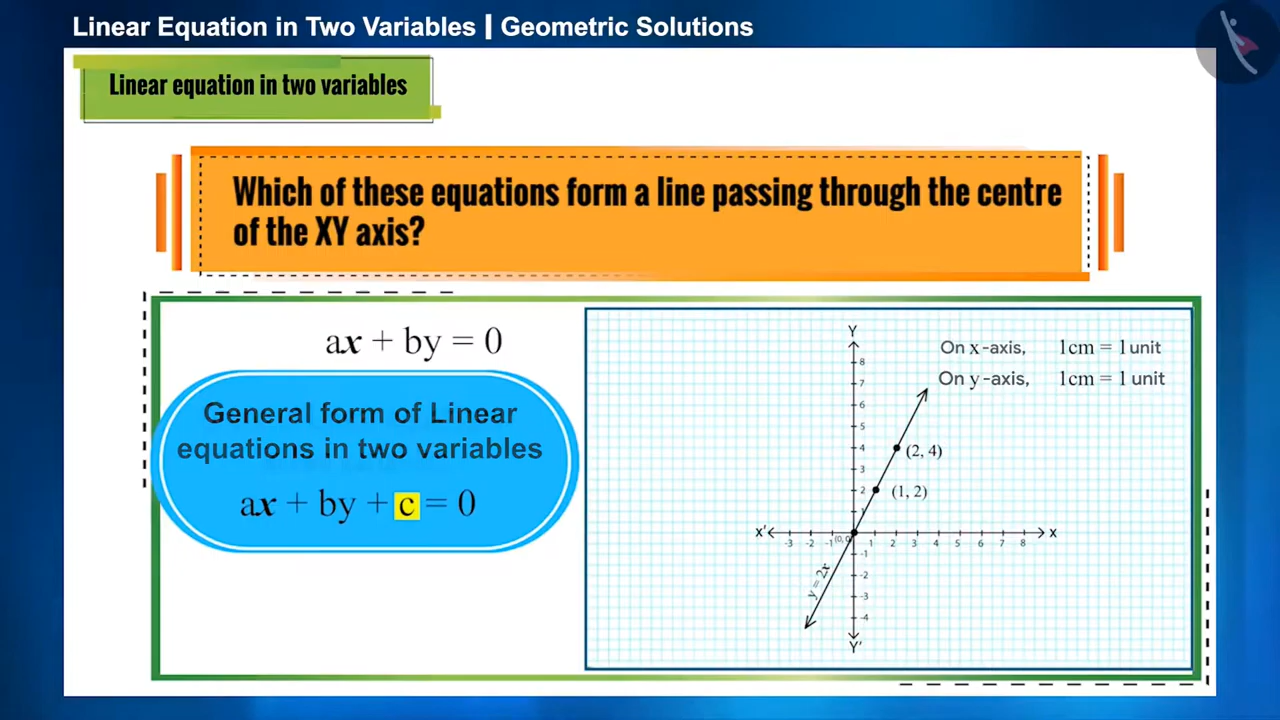 Linear Equation in Two Variables | Geometric Solutions
Linear equation in two variables
Which of these equations form a line passing through the centre
of the XY axis?
ax + by = 0
General form of Linear
equations in two variables
ax + by + c = 0
Y
On x-axis, 1cm = 1 unit
On y-axis, 1cm = 1 unit
8
7
6
5
4
(2, 4)
3
2
(1, 2)
1
X' -3 -2 -1 (0, 0) 1 2 3 4 5 6 7 8 X
-1
-2
y = 2x
-3
-4
Y'